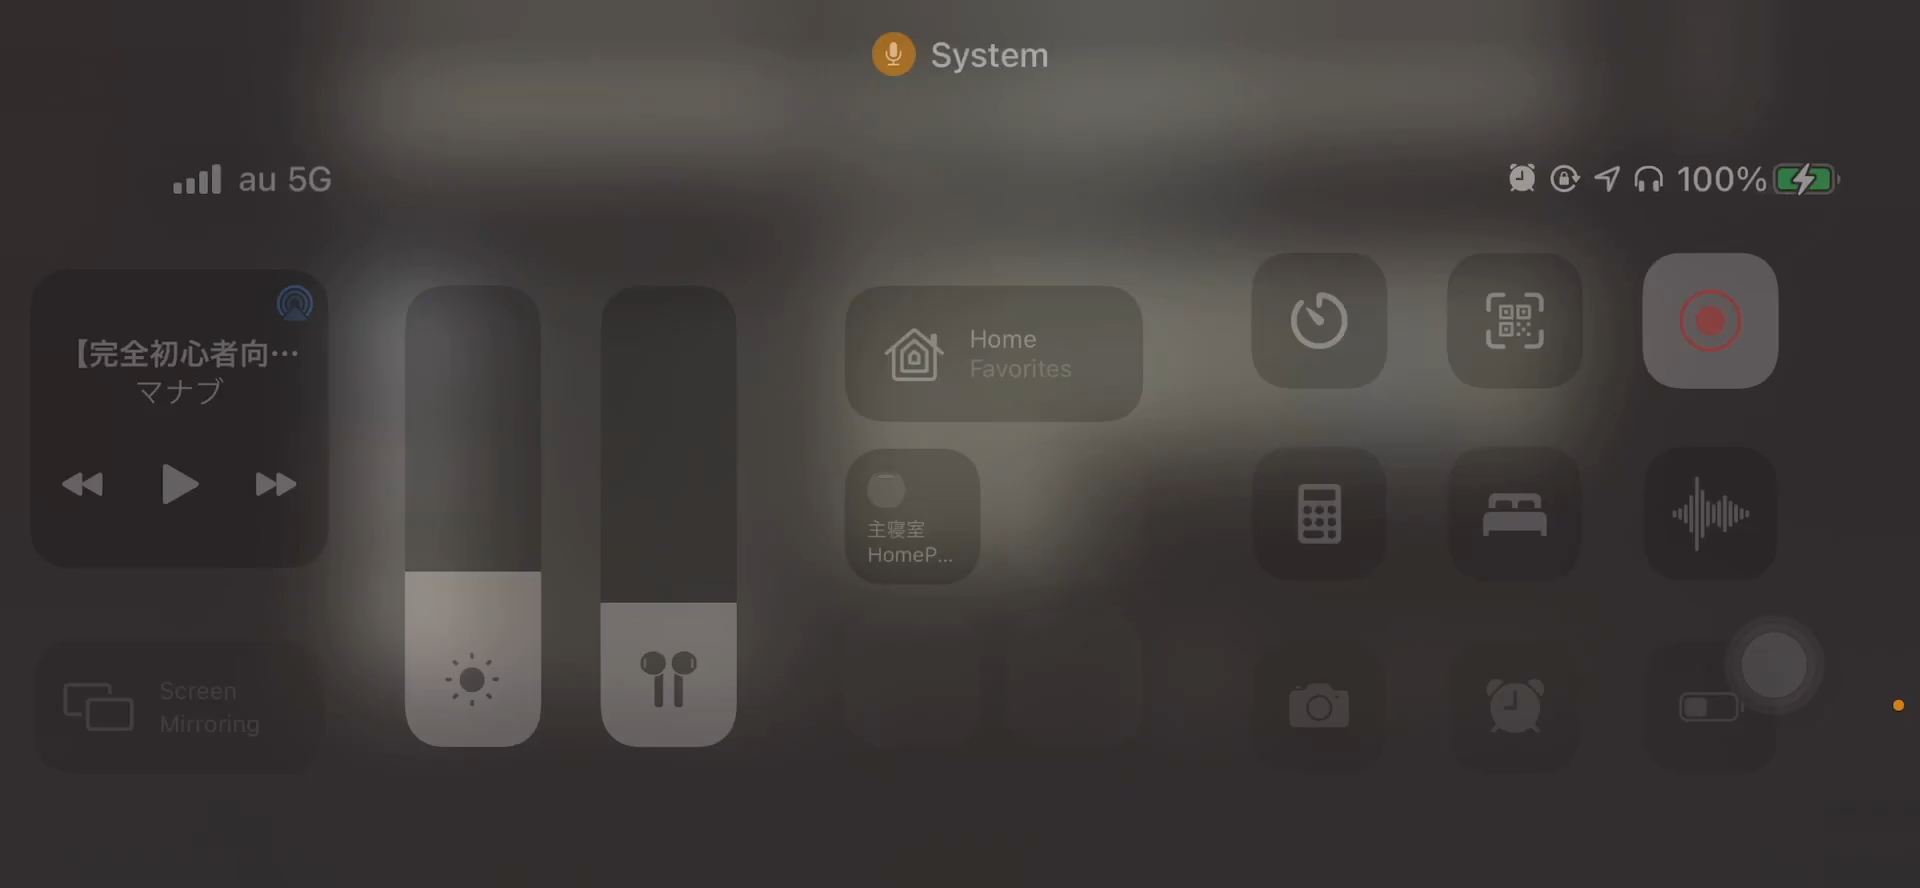 System
au 5G
100%
【完全初心者向…
マナブ
Home
Favorites
主寝室
HomeP...
Screen
Mirroring